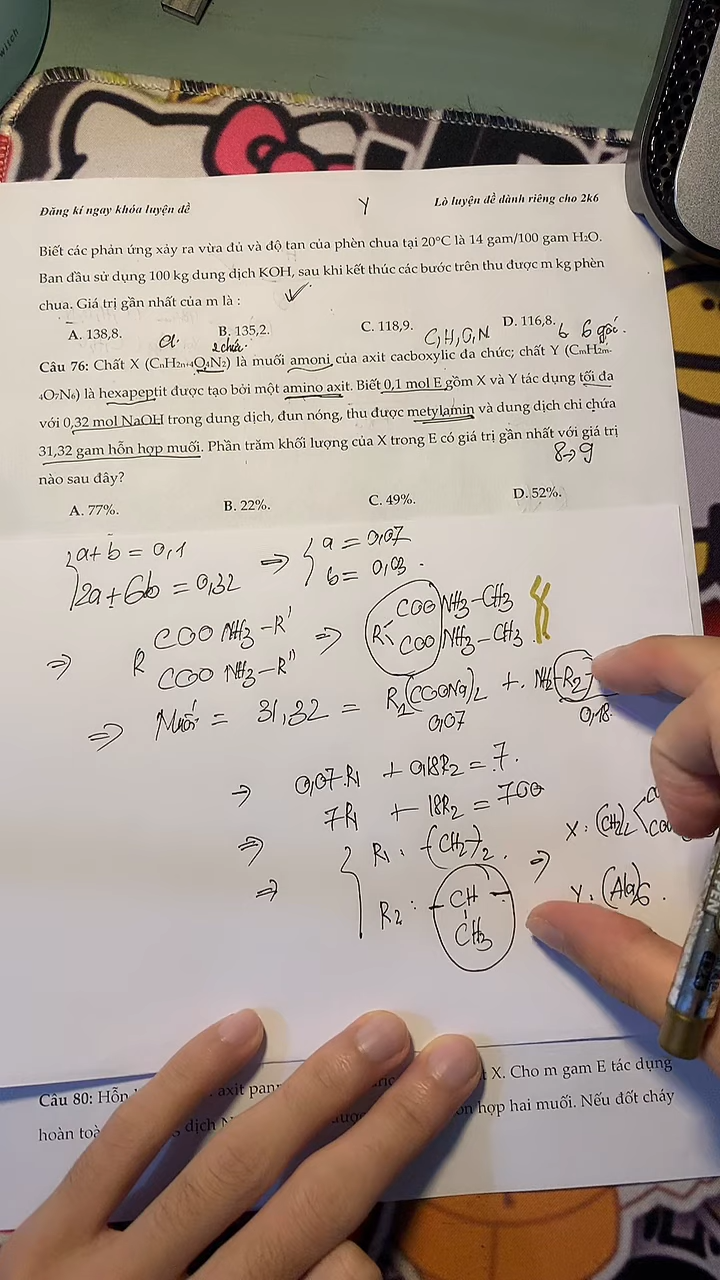 witch
Đăng kí ngay khóa luyện đề
Y
Lò luyện đề dành riêng cho 2k6
Biết các phản ứng xảy ra vừa đủ và độ tan của phèn chua tại 20°C là 14 gam/100 gam H₂O.
Ban đầu sử dụng 100 kg dung dịch KOH, sau khi kết thúc các bước trên thu được m kg phèn
chua. Giá trị gần nhất của m là :
A. 138,8. B. 135,2. C. 118,9. D. 116,8.
a. 2 chức C,H,O,N 6 6 gốc.
Câu 76: Chất X (CnH2n+4O4N2) là muối amoni của axit cacboxylic đa chức; chất Y (CmH2m-
4O7N6) là hexapeptit được tạo bởi một amino axit. Biết 0,1 mol E gồm X và Y tác dụng tối đa
với 0,32 mol NaOH trong dung dịch, đun nóng, thu được metylamin và dung dịch chỉ chứa
31,32 gam hỗn hợp muối. Phần trăm khối lượng của X trong E có giá trị gần nhất với giá trị
8→9
nào sau đây?
A. 77%. B. 22%. C. 49%. D. 52%.
a+b = 0,1 ⇒ a = 0,07
2a+6b = 0,32 b = 0,03.
COONH₃-R' COO NH₃-CH₃
⇒ R ⇒ R
COONH₃-R" COO NH₃-CH₃
⇒ Muối = 31,32 = R₁(COONa)₂ + NH₂-R₂
0,07 0,18
⇒ 0,07R₁ + 0,18R₂ = 7.
⇒ 7R₁ + 18R₂ = 700
⇒ R₁ : -(CH₂)-₂ . ⇒ X : (CH₂)₂
R₂ : -CH- Y : (Ala)₆.
CH₃
Câu 80: Hỗn X. Cho m gam E tác dụng
hoàn dịch hợp hai muối. Nếu đốt cháy